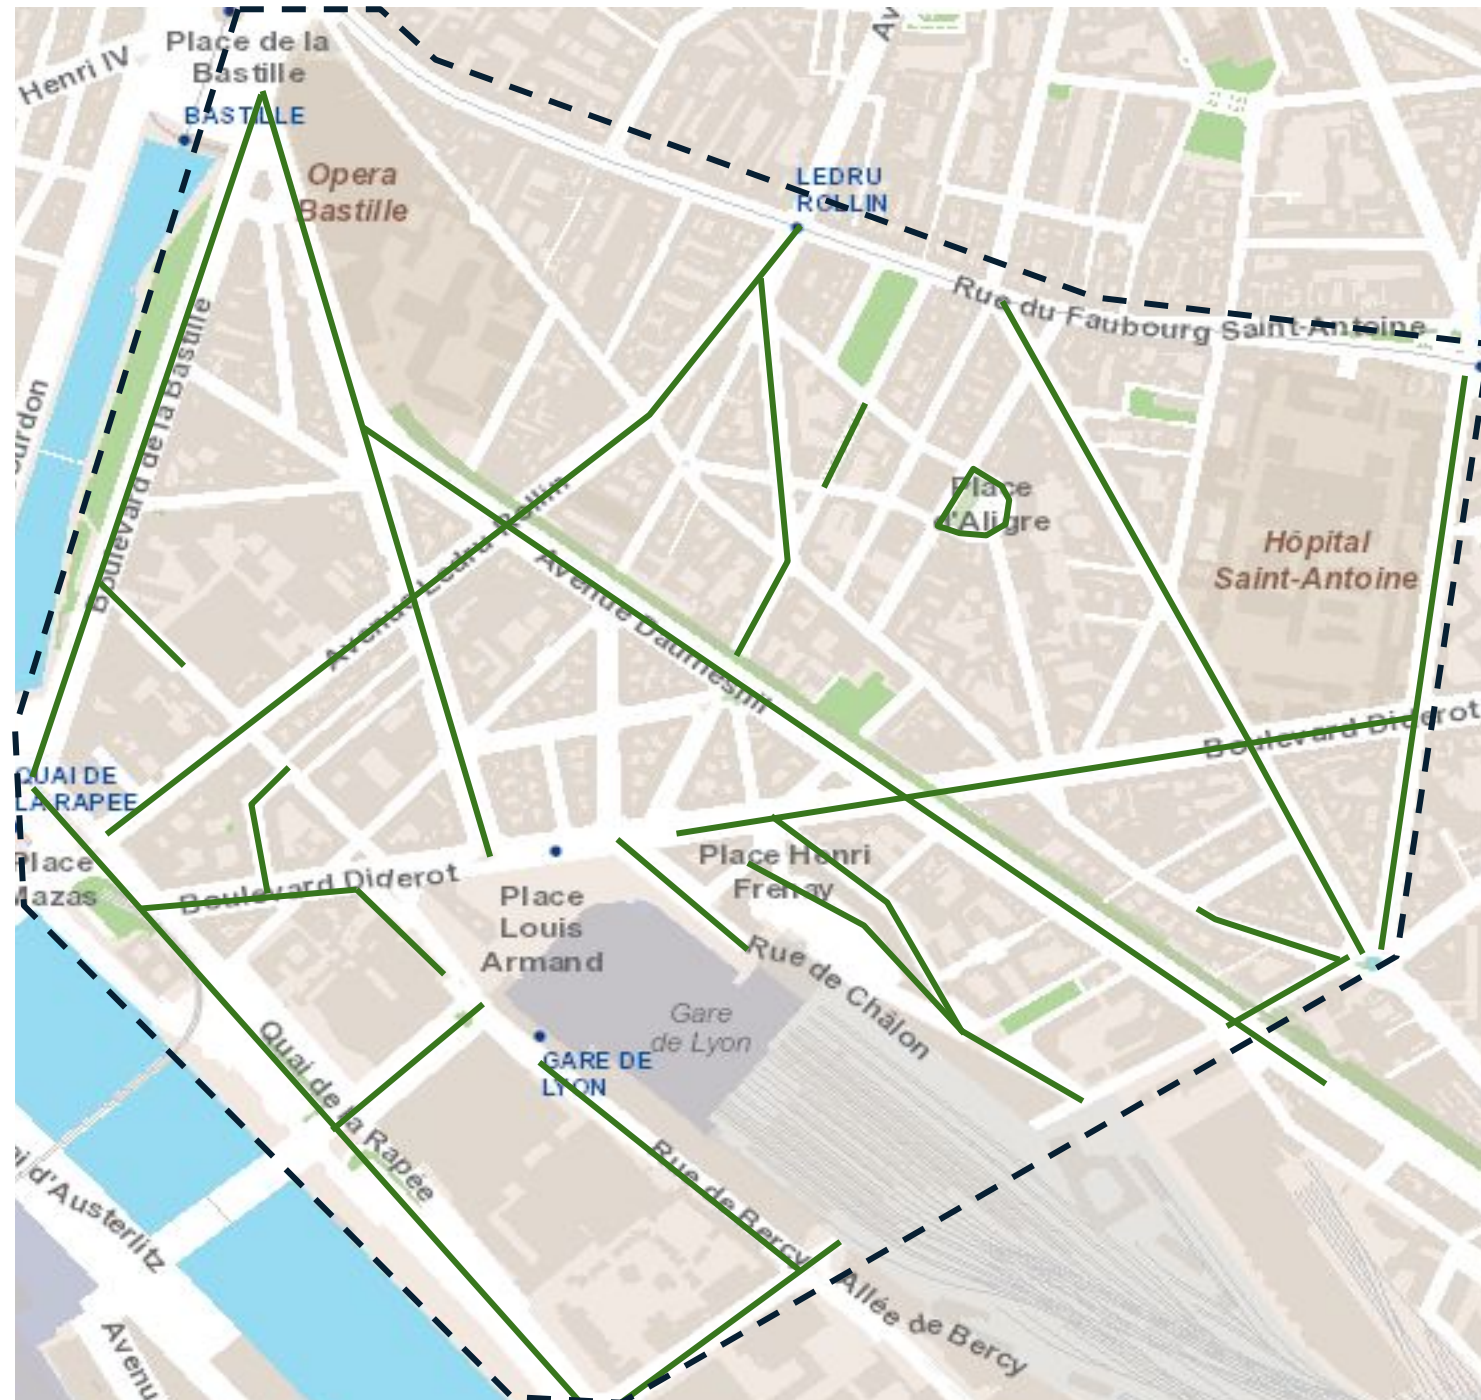 Place de la
Bastille
Henri IV
BASTILLE
Av
Opera
Bastille
LEDRU
ROLLIN
Rue du Faubourg Saint-Antoine
Boulevard de la Bastille
ourdon
Place
d'Aligre
Hôpital
Saint-Antoine
Avenue Ledru Rollin
Avenue Daumesnil
Boulevard Diderot
QUAI DE
LA RAPEE
Place
Mazas
Boulevard Diderot
Place Henri
Frenay
Place
Louis
Armand
Rue de Châlon
Gare
de Lyon
GARE DE
LYON
Quai de la Rapée
Rue de Bercy
i d'Austerlitz
Allée de Bercy
Avenu